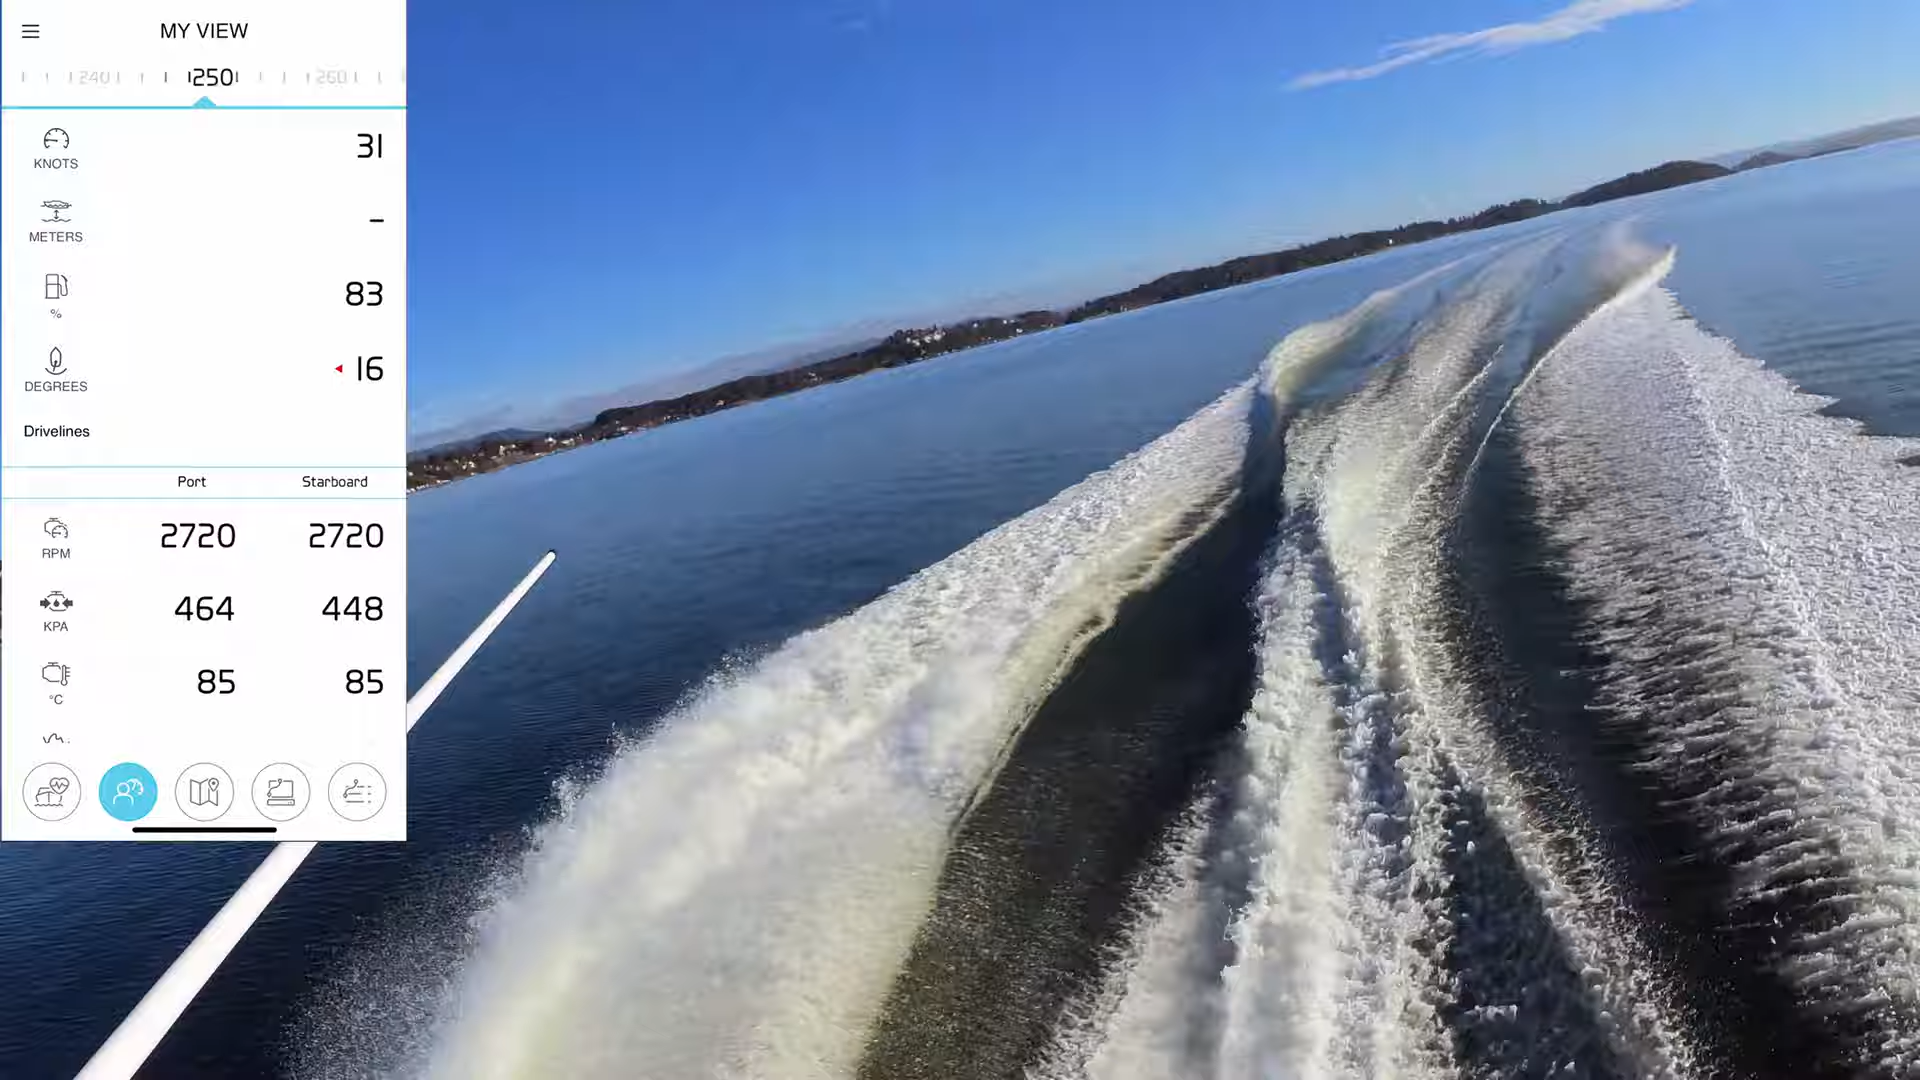 MY VIEW
240 250 260
31
KNOTS
–
METERS
83
%
16
DEGREES
Drivelines
Port Starboard
2720 2720
RPM
464 448
KPA
85 85
°C